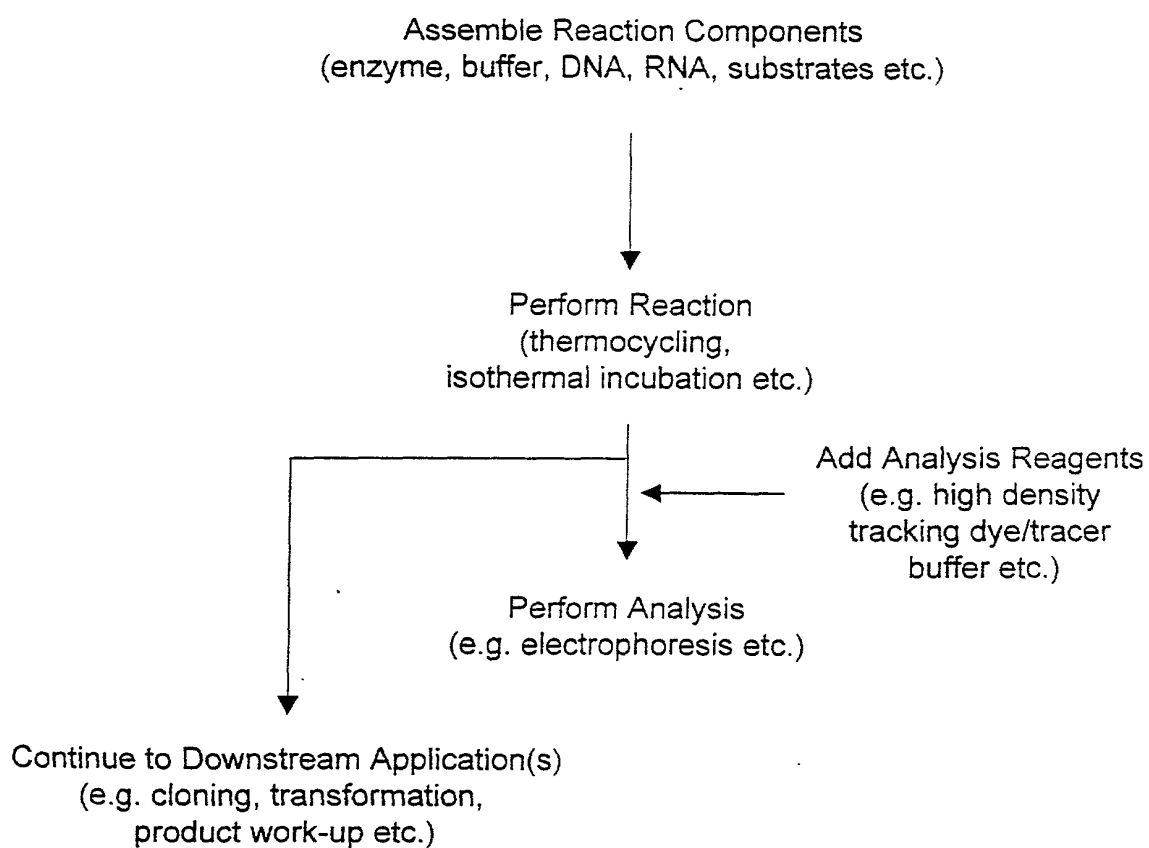 Assemble Reaction Components
(enzyme, buffer, DNA, RNA, substrates etc.)
Perform Reaction
(thermocycling,
isothermal incubation etc.)
Add Analysis Reagents
(e.g. high density
tracking dye/tracer
buffer etc.)
Perform Analysis
(e.g. electrophoresis etc.)
Continue to Downstream Application(s)
(e.g. cloning, transformation,
product work-up etc.)